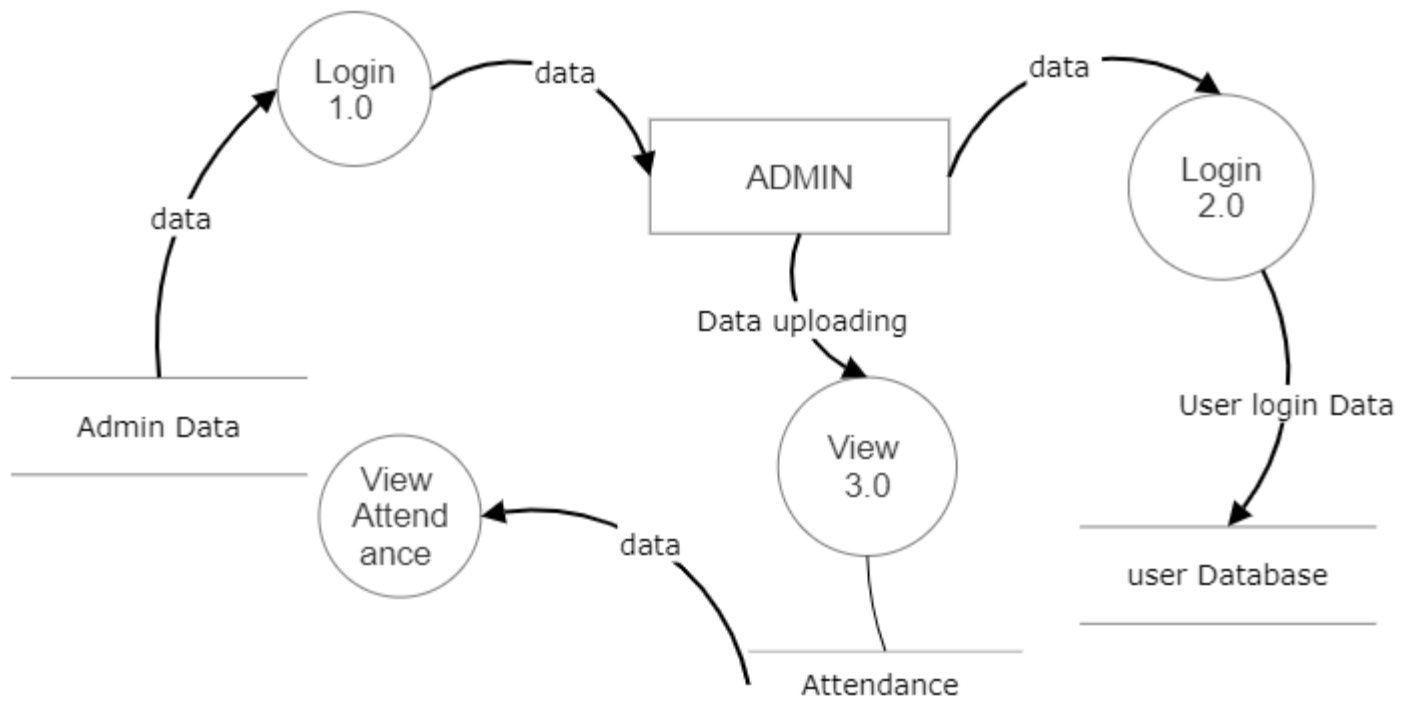 Login
1.0
data
ADMIN
data
Login
2.0
data
Data uploading
User login Data
Admin Data
View
Attend
ance
View
3.0
data
user Database
Attendance